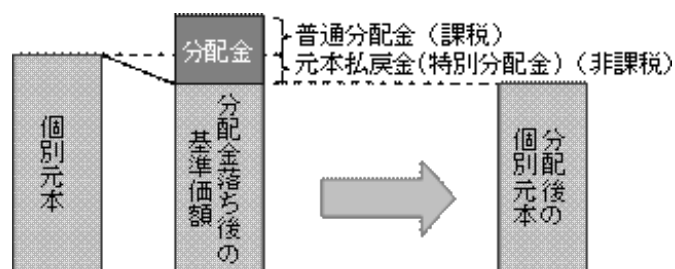 分配金
普通分配金（課税）
元本払戻金(特別分配金)（非課税）
個別元本
分配金落ち後の
基準価額
分配後の
個別元本